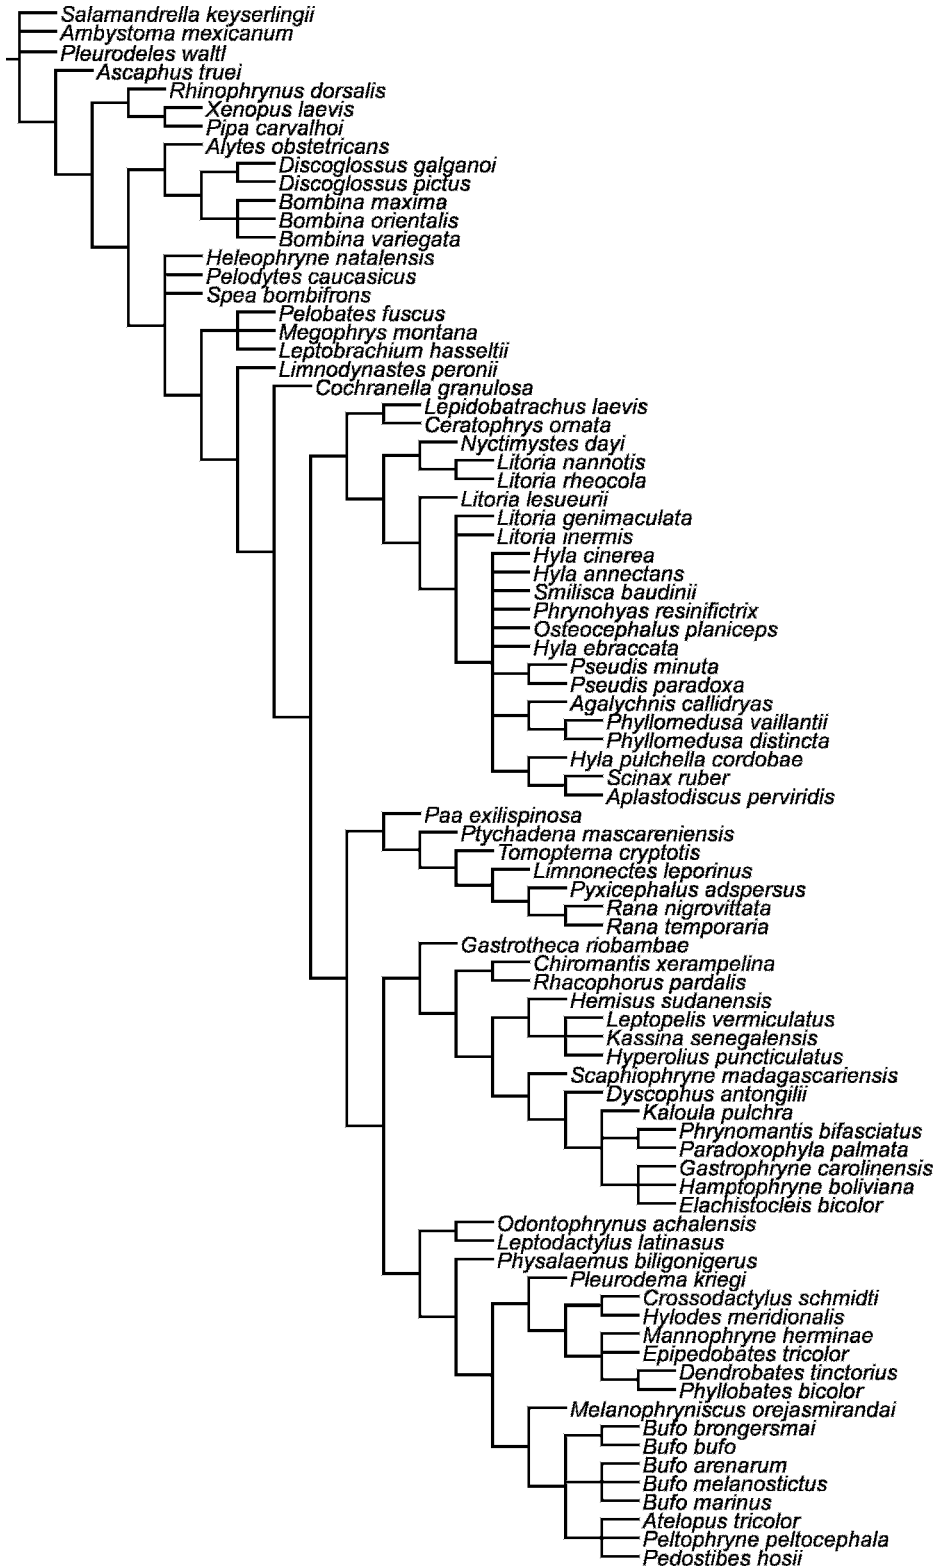 Salamandrella keyserlingii
Ambystoma mexicanum
Pleurodeles waltl
Ascaphus truei
Rhinophrynus dorsalis
Xenopus laevis
Pipa carvalhoi
Alytes obstetricans
Discoglossus galganoi
Discoglossus pictus
Bombina maxima
Bombina orientalis
Bombina variegata
Heleophryne natalensis
Pelodytes caucasicus
Spea bombifrons
Pelobates fuscus
Megophrys montana
Leptobrachium hasseltii
Limnodynastes peronii
Cochranella granulosa
Lepidobatrachus laevis
Ceratophrys ornata
Nyctimystes dayi
Litoria nannotis
Litoria rheocola
Litoria lesueurii
Litoria genimaculata
Litoria inermis
Hyla cinerea
Hyla annectans
Smilisca baudinii
Phrynohyas resinifictrix
Osteocephalus planiceps
Hyla ebraccata
Pseudis minuta
Pseudis paradoxa
Agalychnis callidryas
Phyllomedusa vaillantii
Phyllomedusa distincta
Hyla pulchella cordobae
Scinax ruber
Aplastodiscus perviridis
Paa exilispinosa
Ptychadena mascareniensis
Tomopterna cryptotis
Limnonectes leporinus
Pyxicephalus adspersus
Rana nigrovittata
Rana temporaria
Gastrotheca riobambae
Chiromantis xerampelina
Rhacophorus pardalis
Hemisus sudanensis
Leptopelis vermiculatus
Kassina senegalensis
Hyperolius puncticulatus
Scaphiophryne madagascariensis
Dyscophus antongilii
Kaloula pulchra
Phrynomantis bifasciatus
Paradoxophyla palmata
Gastrophryne carolinensis
Hamptophryne boliviana
Elachistocleis bicolor
Odontophrynus achalensis
Leptodactylus latinasus
Physalaemus biligonigerus
Pleurodema kriegi
Crossodactylus schmidti
Hylodes meridionalis
Mannophryne herminae
Epipedobates tricolor
Dendrobates tinctorius
Phyllobates bicolor
Melanophryniscus orejasmirandai
Bufo brongersmai
Bufo bufo
Bufo arenarum
Bufo melanostictus
Bufo marinus
Atelopus tricolor
Peltophryne peltocephala
Pedostibes hosii